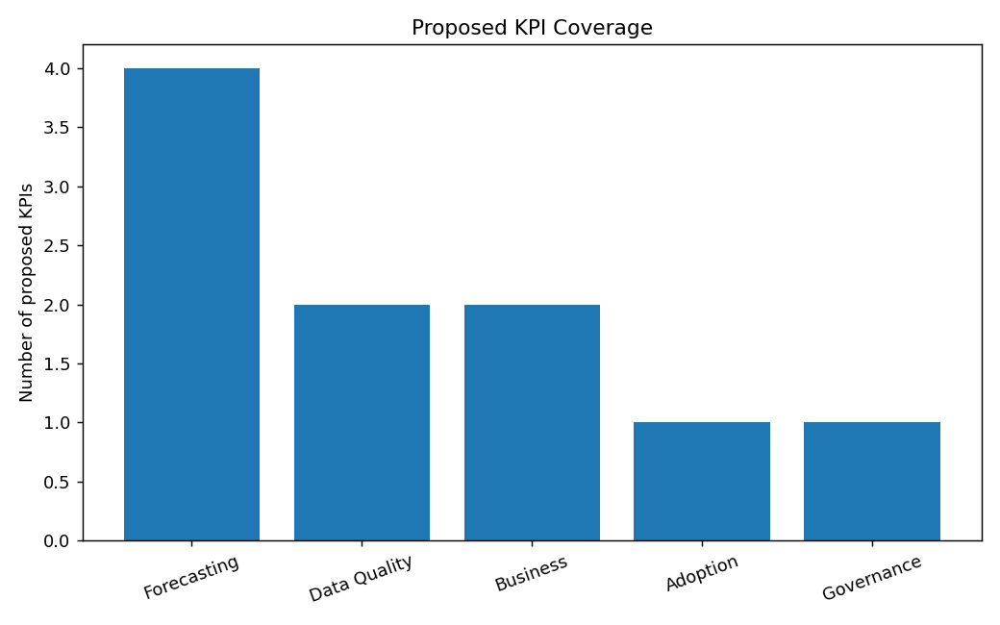 Proposed KPI Coverage
Number of proposed KPIs
4.0
3.5
3.0
2.5
2.0
1.5
1.0
0.5
0.0
Forecasting
Data Quality
Business
Adoption
Governance